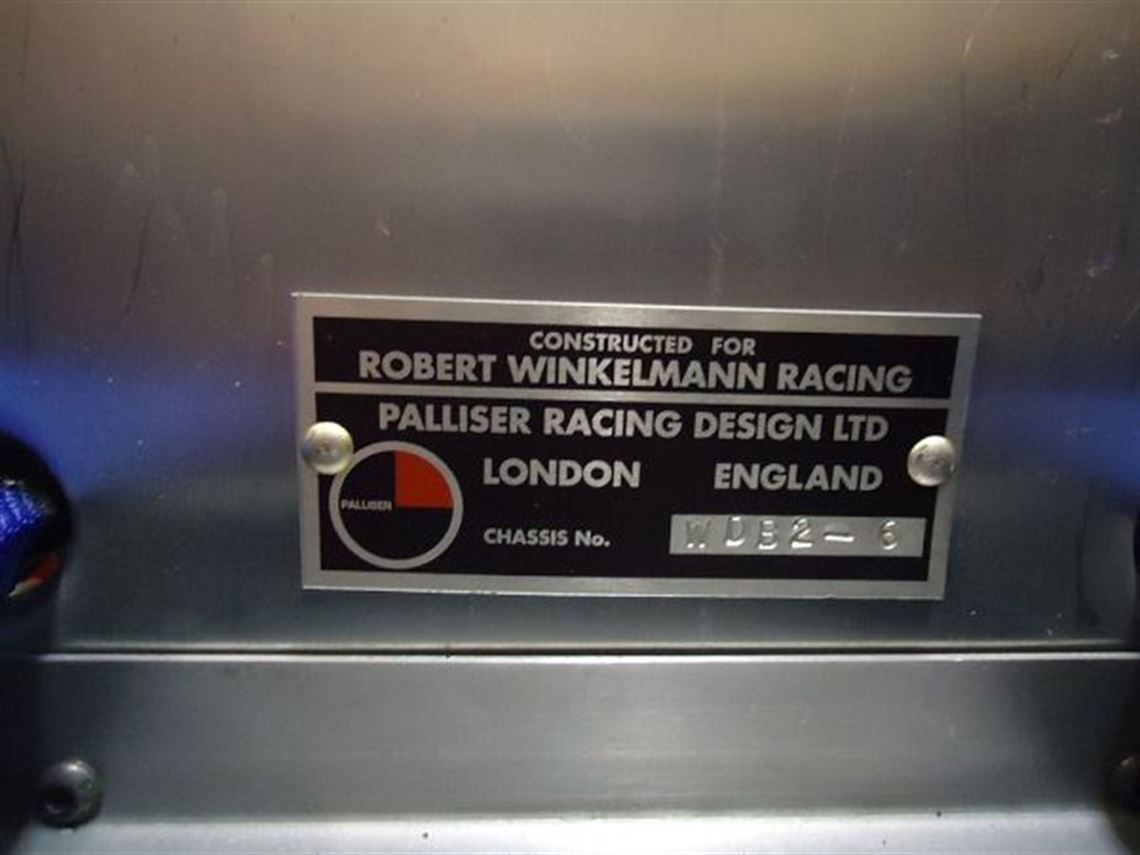 CONSTRUCTED FOR
ROBERT WINKELMANN RACING
PALLISER RACING DESIGN LTD
LONDON ENGLAND
PALLISER
CHASSIS No. WDB2-6